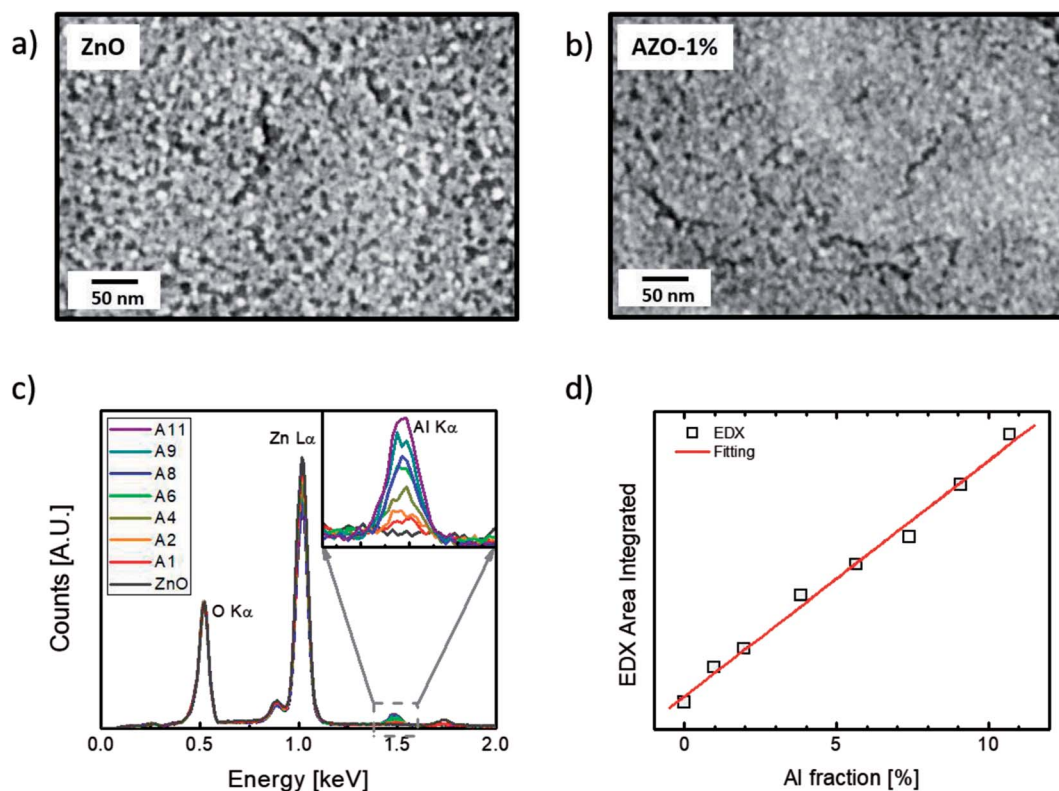 a)
ZnO
50 nm
b)
AZO-1%
50 nm
c)
Counts [A.U.]
A11
A9
A8
A6
A4
A2
A1
ZnO
O Kα
Zn Lα
Al Kα
0.0 0.5 1.0 1.5 2.0
Energy [keV]
d)
EDX Area Integrated
EDX
Fitting
0 5 10
Al fraction [%]